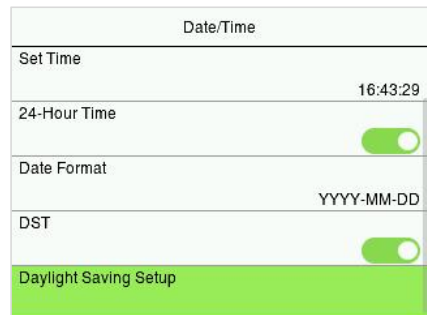 Date/Time
Set Time
16:43:29
24-Hour Time
Date Format
YYYY-MM-DD
DST
Daylight Saving Setup